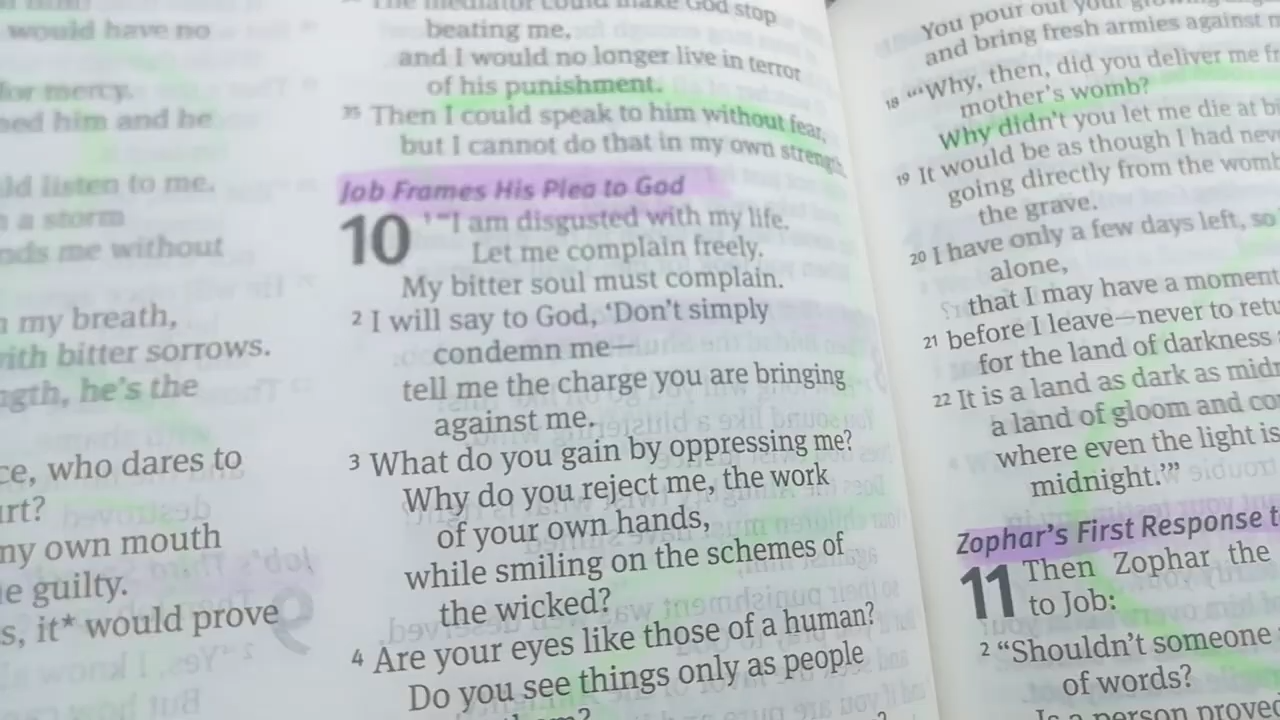 would have no
for mercy.
him and he
listen to me.
a storm
me without
my breath,
with bitter sorrows.
he's the
who dares to
my own mouth
guilty.
it* would prove
The mediator could make God stop
beating me,
and I would no longer live in terror
of his punishment.
35 Then I could speak to him without fear,
but I cannot do that in my own strength
Job Frames His Plea to God
10 1 “I am disgusted with my life.
Let me complain freely.
My bitter soul must complain.
2 I will say to God, ‘Don’t simply
condemn me—
tell me the charge you are bringing
against me.
3 What do you gain by oppressing me?
Why do you reject me, the work
of your own hands,
while smiling on the schemes of
the wicked?
4 Are your eyes like those of a human?
Do you see things only as people
You pour out your growing
and bring fresh armies against
18 “‘Why, then, did you deliver me
mother’s womb?
Why didn’t you let me die at
19 It would be as though I had
going directly from the womb
the grave.
20 I have only a few days left, so
alone,
that I may have a moment
21 before I leave—never to
for the land of darkness
22 It is a land as dark as
a land of gloom and
where even the light is
midnight.’”
Zophar’s First Response
11 Then Zophar the
to Job:
2 “Shouldn’t someone
of words?
Is a person